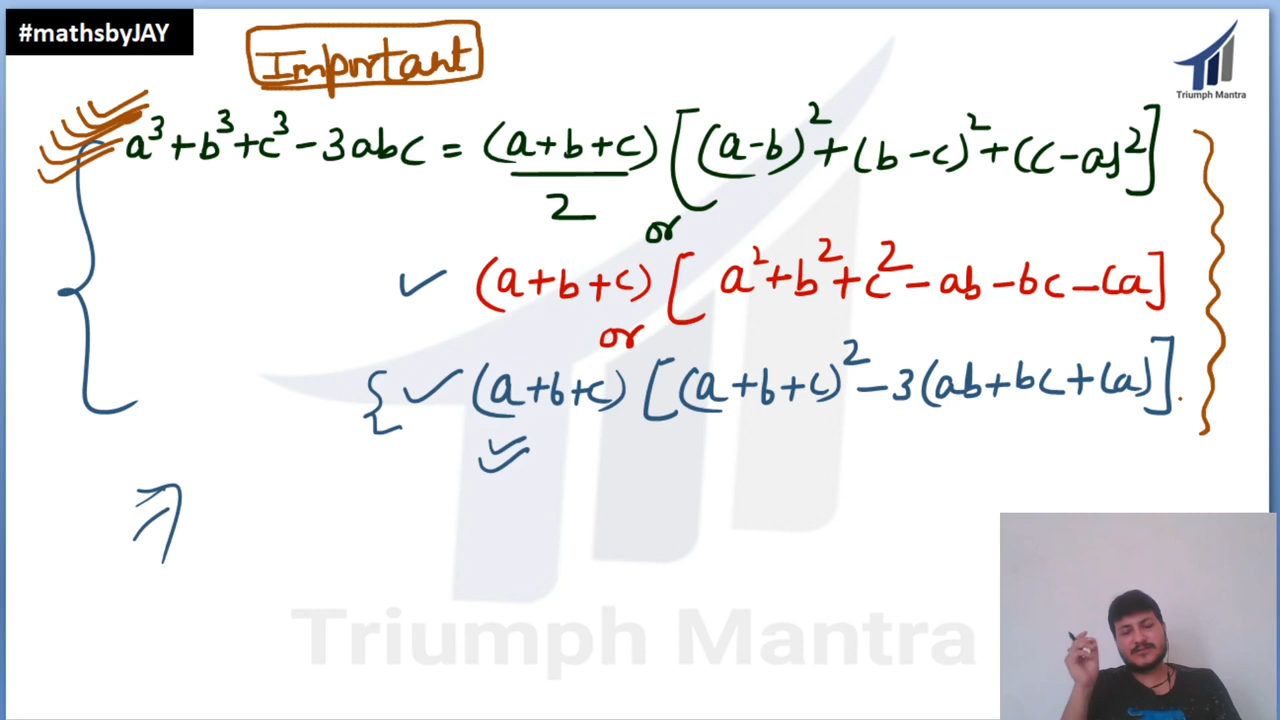 #mathsbyJAY
Important
Triumph Mantra
a³ + b³ + c³ - 3abc = (a+b+c)/2 [(a-b)² + (b-c)² + (c-a)²]
or
(a+b+c) [a² + b² + c² - ab - bc - ca]
or
(a+b+c) [(a+b+c)² - 3(ab+bc+ca)].
Triumph Mantra